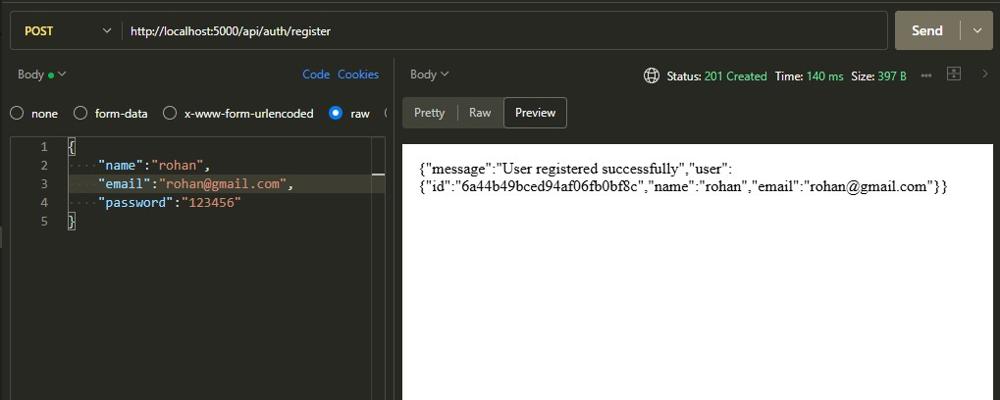 POST http://localhost:5000/api/auth/register Send
Body Code Cookies
none form-data x-www-form-urlencoded raw
1 {
2 ····"name":"rohan",
3 ····"email":"rohan@gmail.com",
4 ····"password":"123456"
5 }
Body Status: 201 Created Time: 140 ms Size: 397 B
Pretty Raw Preview
{"message":"User registered successfully","user":
{"id":"6a44b49bced94af06fb0bf8c","name":"rohan","email":"rohan@gmail.com"}}